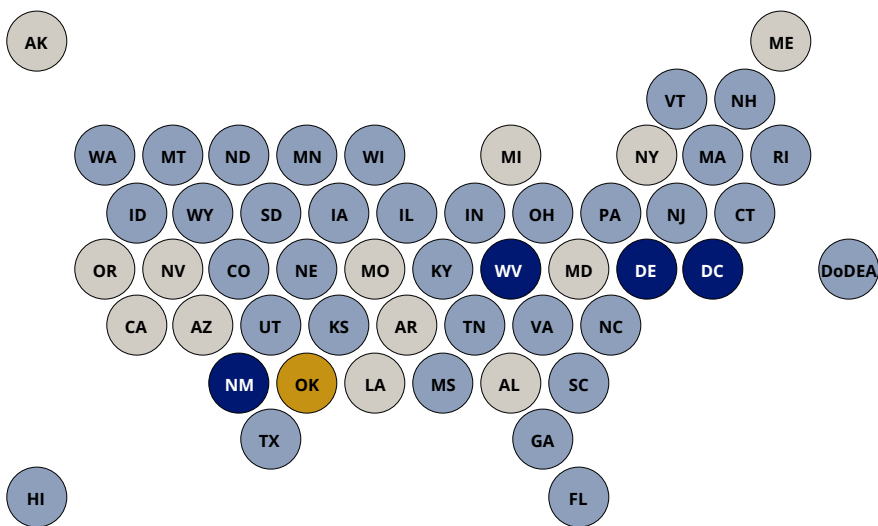 AK ME
VT NH
WA MT ND MN WI MI NY MA RI
ID WY SD IA IL IN OH PA NJ CT
OR NV CO NE MO KY WV MD DE DC DoDEA
CA AZ UT KS AR TN VA NC
NM OK LA MS AL SC
TX GA
HI FL